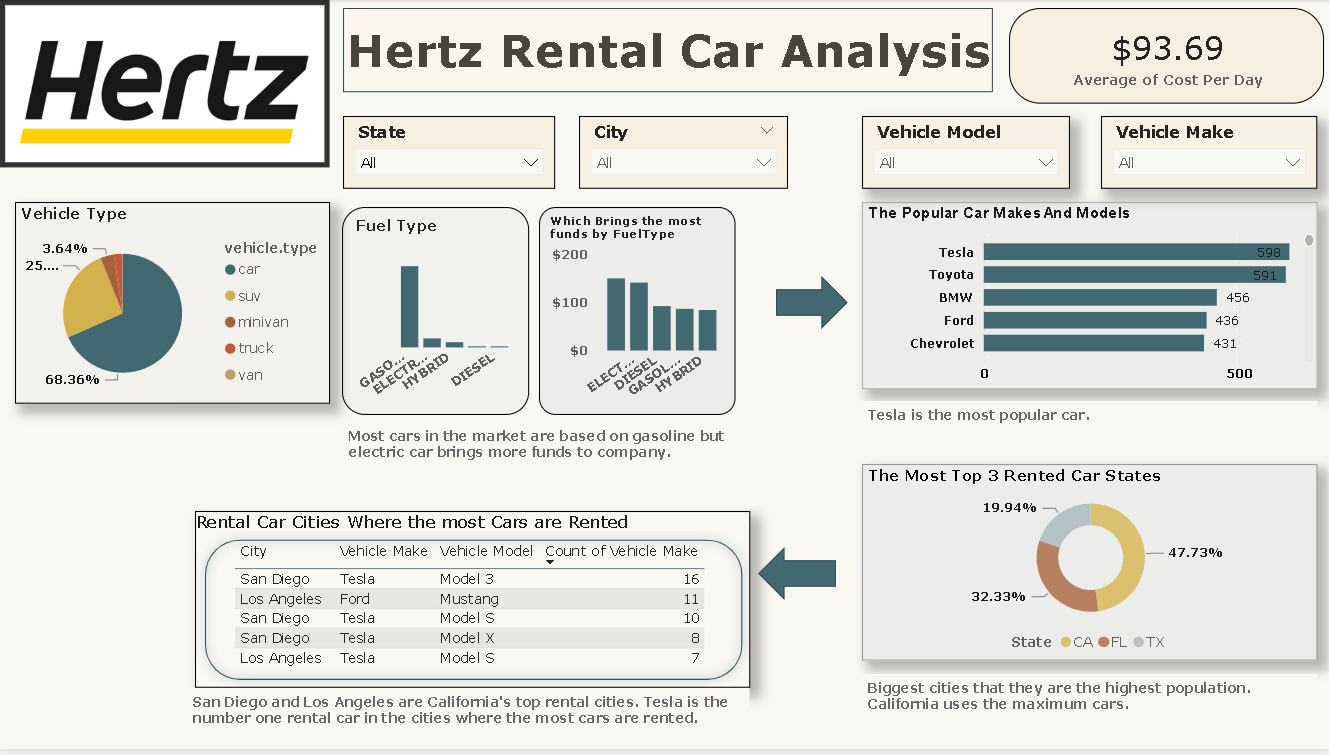 Hertz
Hertz Rental Car Analysis
$93.69
Average of Cost Per Day
State
All
City
All
Vehicle Model
All
Vehicle Make
All
Vehicle Type
3.64%
25....
68.36%
vehicle.type
car
suv
minivan
truck
van
Fuel Type
GASO...
ELECTR...
HYBRID
DIESEL
Which Brings the most
funds by FuelType
$200
$100
$0
ELECT...
DIESEL
GASOL...
HYBRID
Most cars in the market are based on gasoline but
electric car brings more funds to company.
The Popular Car Makes And Models
Tesla 598
Toyota 591
BMW 456
Ford 436
Chevrolet 431
0 500
Tesla is the most popular car.
The Most Top 3 Rented Car States
19.94%
47.73%
32.33%
State CA FL TX
Biggest cities that they are the highest population.
California uses the maximum cars.
Rental Car Cities Where the most Cars are Rented
City Vehicle Make Vehicle Model Count of Vehicle Make
San Diego Tesla Model 3 16
Los Angeles Ford Mustang 11
San Diego Tesla Model S 10
San Diego Tesla Model X 8
Los Angeles Tesla Model S 7
San Diego and Los Angeles are California's top rental cities. Tesla is the
number one rental car in the cities where the most cars are rented.